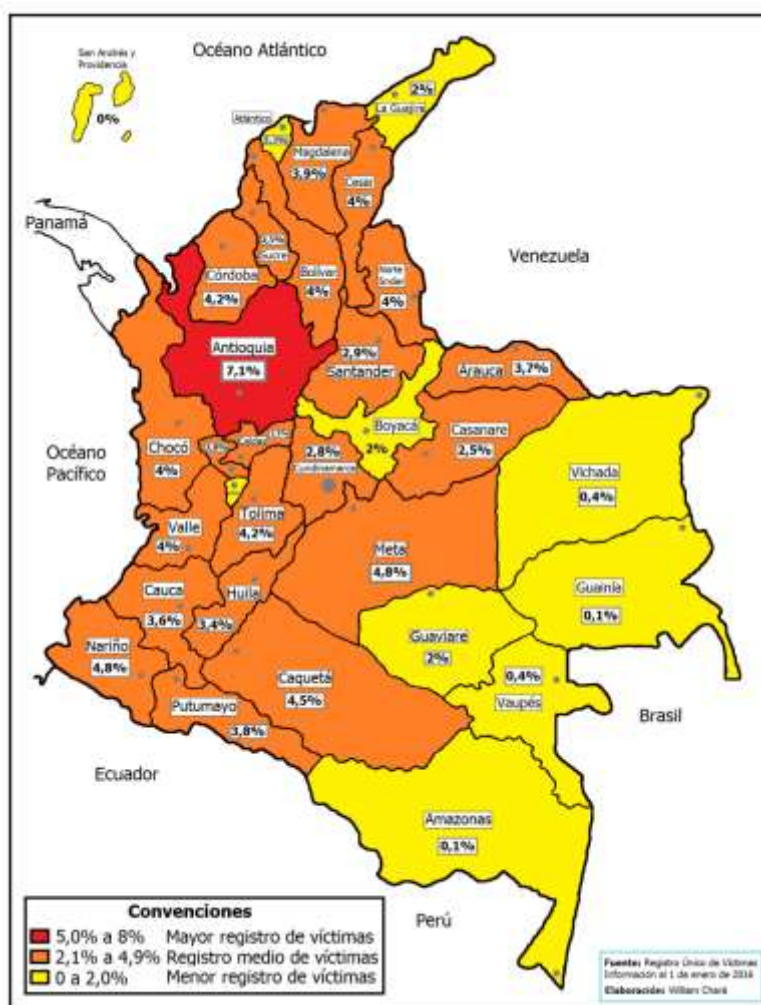 Océano Atlántico
San Andrés y
Providencia
0%
2%
La Guajira
Atlántico
Magdalena
3,9%
Cesar
4%
Panamá
Venezuela
Sucre
Córdoba
4,2%
Bolívar
4%
Norte
Snder
4%
Antioquia
7,1%
2,9%
Santander
Arauca
3,7%
Océano
Pacífico
Chocó
4%
Boyacá
2%
Casanare
2,5%
2,8%
Cundinamarca
Vichada
0,4%
Valle
4%
Tolima
4,2%
Meta
4,8%
Cauca
3,6%
Huila
3,4%
Guainía
0,1%
Nariño
4,8%
Guaviare
2%
Caquetá
4,5%
0,4%
Vaupés
Putumayo
3,8%
Brasil
Ecuador
Amazonas
0,1%
Perú
Convenciones
5,0% a 8% Mayor registro de víctimas
2,1% a 4,9% Registro medio de víctimas
0 a 2,0% Menor registro de víctimas
Fuente: Registro Único de Víctimas
Información al 1 de enero de 2016
Elaboración: William Chará